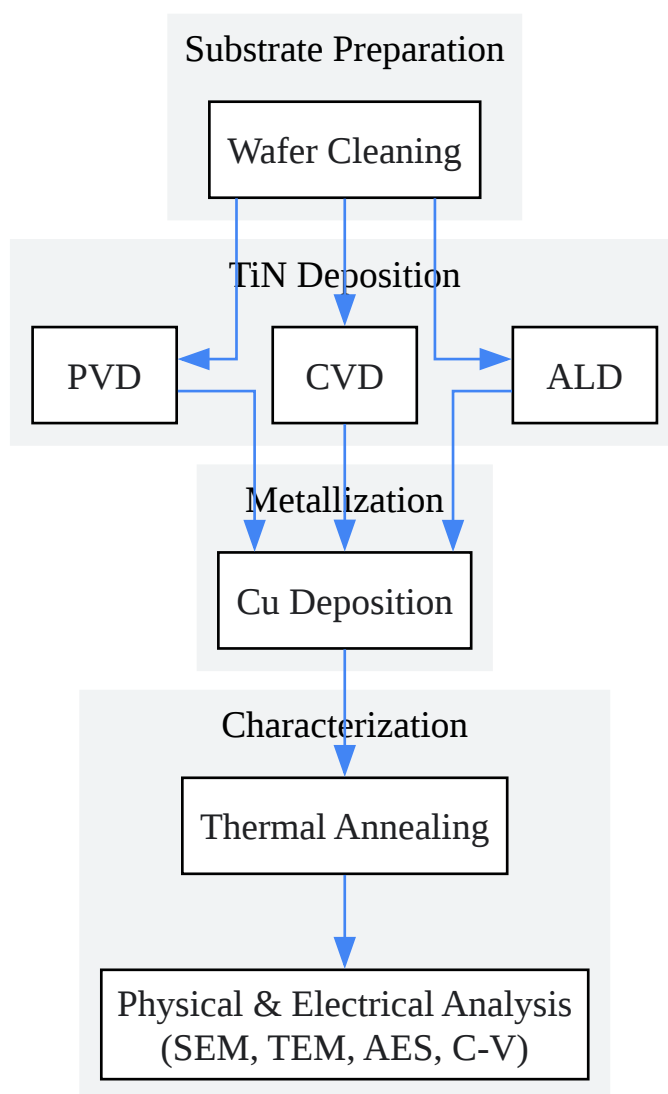 Substrate Preparation
Wafer Cleaning
TiN Deposition
PVD
CVD
ALD
Metallization
Cu Deposition
Characterization
Thermal Annealing
Physical & Electrical Analysis
(SEM, TEM, AES, C-V)